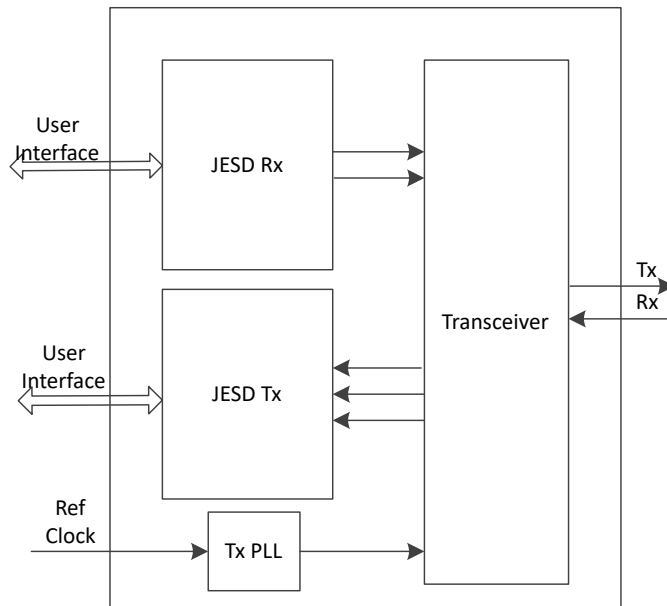 User
Interface
JESD Rx
Tx
Rx
Transceiver
User
Interface
JESD Tx
Ref
Clock
Tx PLL